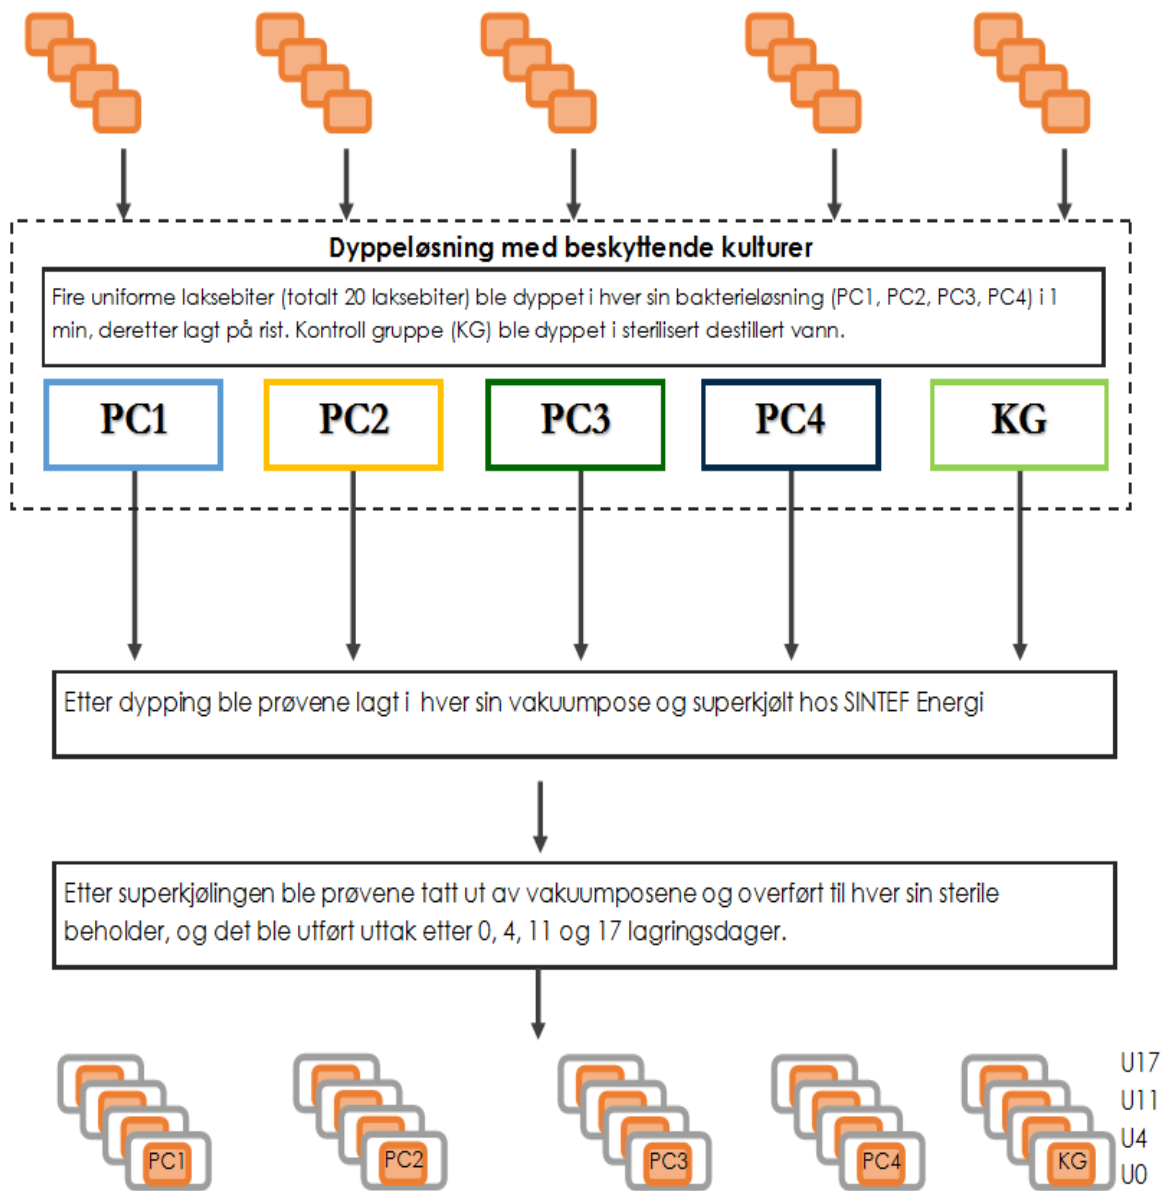 Dyppeløsning med beskyttende kulturer
Fire uniforme laksebiter (totalt 20 laksebiter) ble dyppet i hver sin bakterieløsning (PC1, PC2, PC3, PC4) i 1
min, deretter lagt på rist. Kontroll gruppe (KG) ble dyppet i sterilisert destillert vann.
PC1 PC2 PC3 PC4 KG
Etter dypping ble prøvene lagt i hver sin vakuumpose og superkjølt hos SINTEF Energi
Etter superkjølingen ble prøvene tatt ut av vakuumposene og overført til hver sin sterile
beholder, og det ble utført uttak etter 0, 4, 11 og 17 lagringsdager.
U17
U11
U4
PC1 PC2 PC3 PC4 KG U0